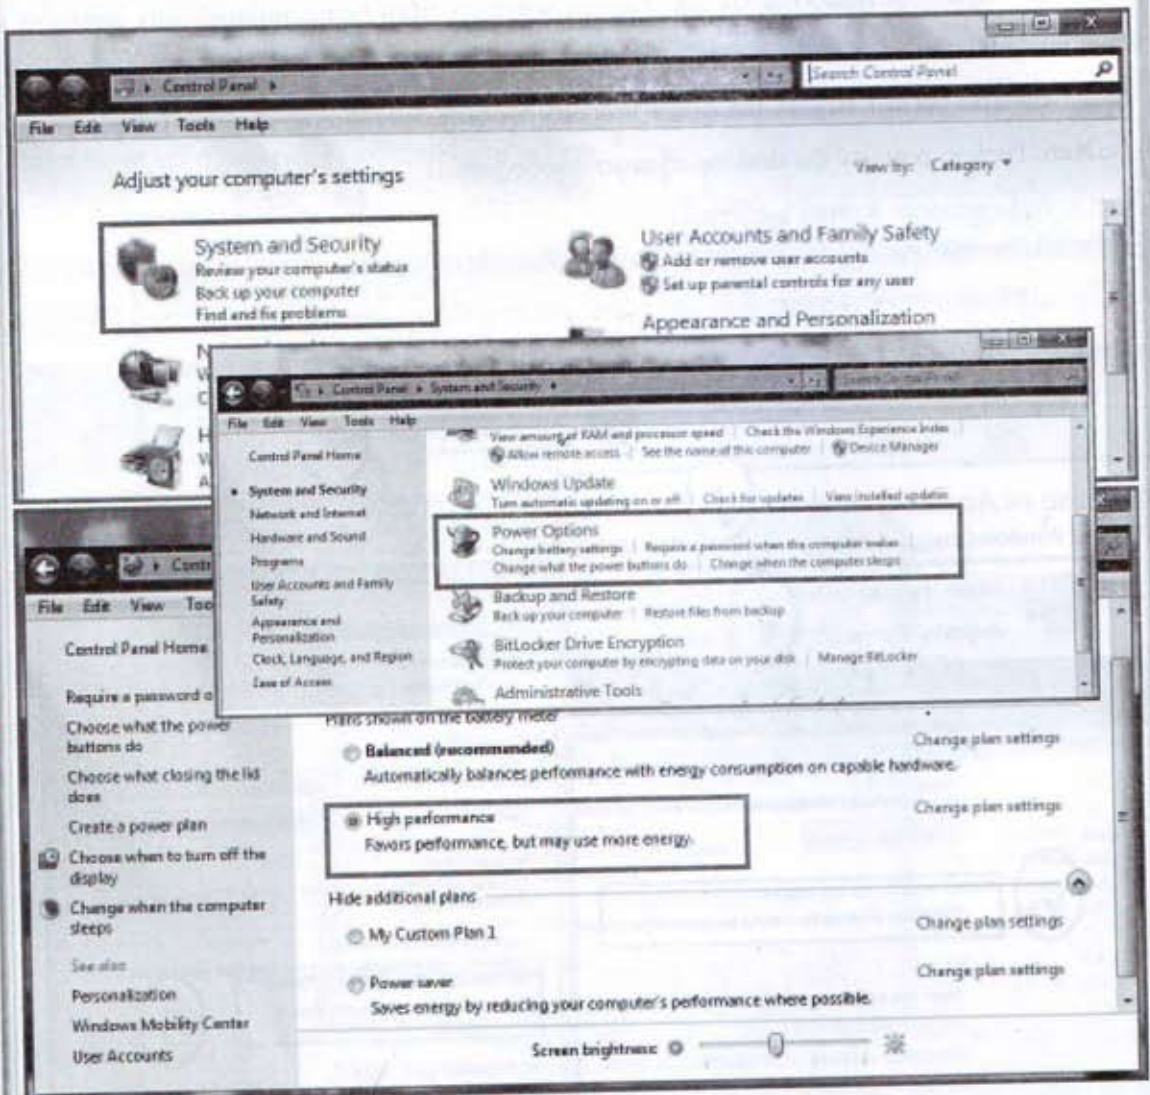 Control Panel
Search Control Panel
File Edit View Tools Help
Adjust your computer's settings
View by: Category
System and Security
Review your computer's status
Back up your computer
Find and fix problems
User Accounts and Family Safety
Add or remove user accounts
Set up parental controls for any user
Appearance and Personalization
Control Panel System and Security
Search Control Panel
File Edit View Tools Help
Control Panel Home
System and Security
Network and Internet
Hardware and Sound
Programs
User Accounts and Family
Safety
Appearance and
Personalization
Clock, Language, and Region
Ease of Access
View amount of RAM and processor speed Check the Windows Experience Index
Allow remote access See the name of this computer Device Manager
Windows Update
Turn automatic updating on or off Check for updates View installed updates
Power Options
Change battery settings Require a password when the computer wakes
Change what the power buttons do Change when the computer sleeps
Backup and Restore
Back up your computer Restore files from backup
BitLocker Drive Encryption
Protect your computer by encrypting data on your disk Manage BitLocker
Administrative Tools
Contr
File Edit View Too
Control Panel Home
Require a password o
Choose what the power
buttons do
Choose what closing the lid
does
Create a power plan
Choose when to turn off the
display
Change when the computer
sleeps
See also
Personalization
Windows Mobility Center
User Accounts
Plans shown on the battery meter
Balanced (recommended) Change plan settings
Automatically balances performance with energy consumption on capable hardware.
High performance Change plan settings
Favors performance, but may use more energy.
Hide additional plans
My Custom Plan 1 Change plan settings
Power saver Change plan settings
Saves energy by reducing your computer's performance where possible.
Screen brightness: